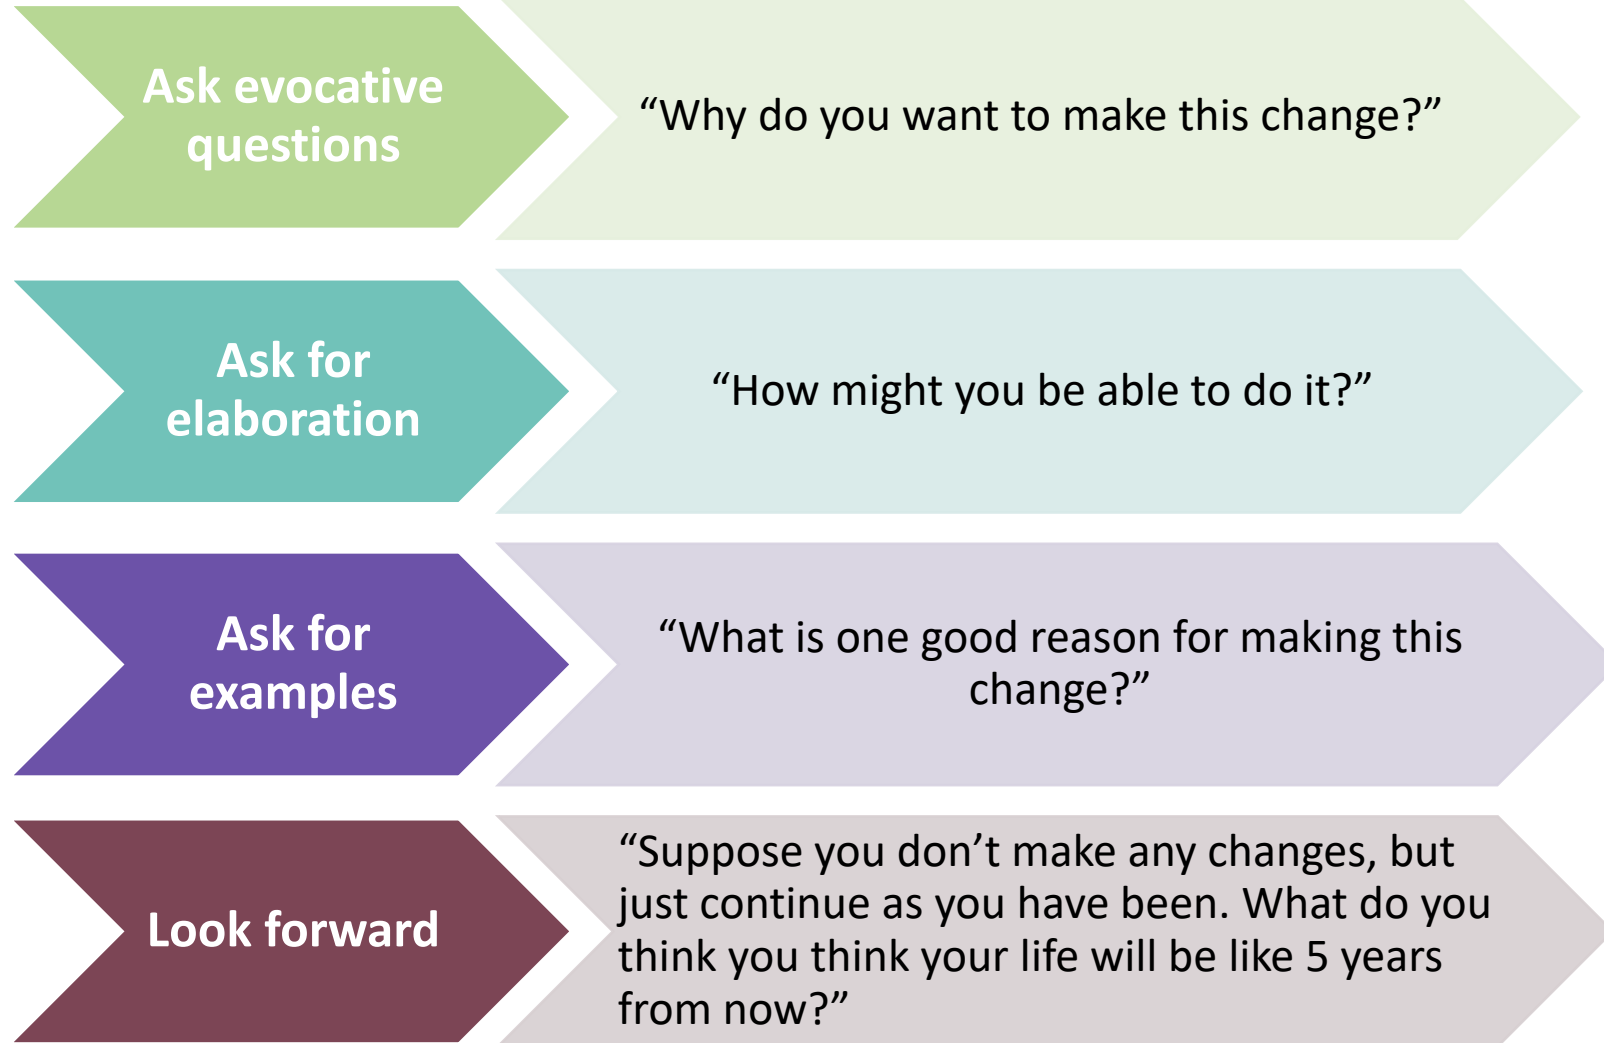 Ask evocative
questions
“Why do you want to make this change?”
Ask for
elaboration
“How might you be able to do it?”
Ask for
examples
“What is one good reason for making this
change?”
Look forward
“Suppose you don’t make any changes, but
just continue as you have been. What do you
think you think your life will be like 5 years
from now?”